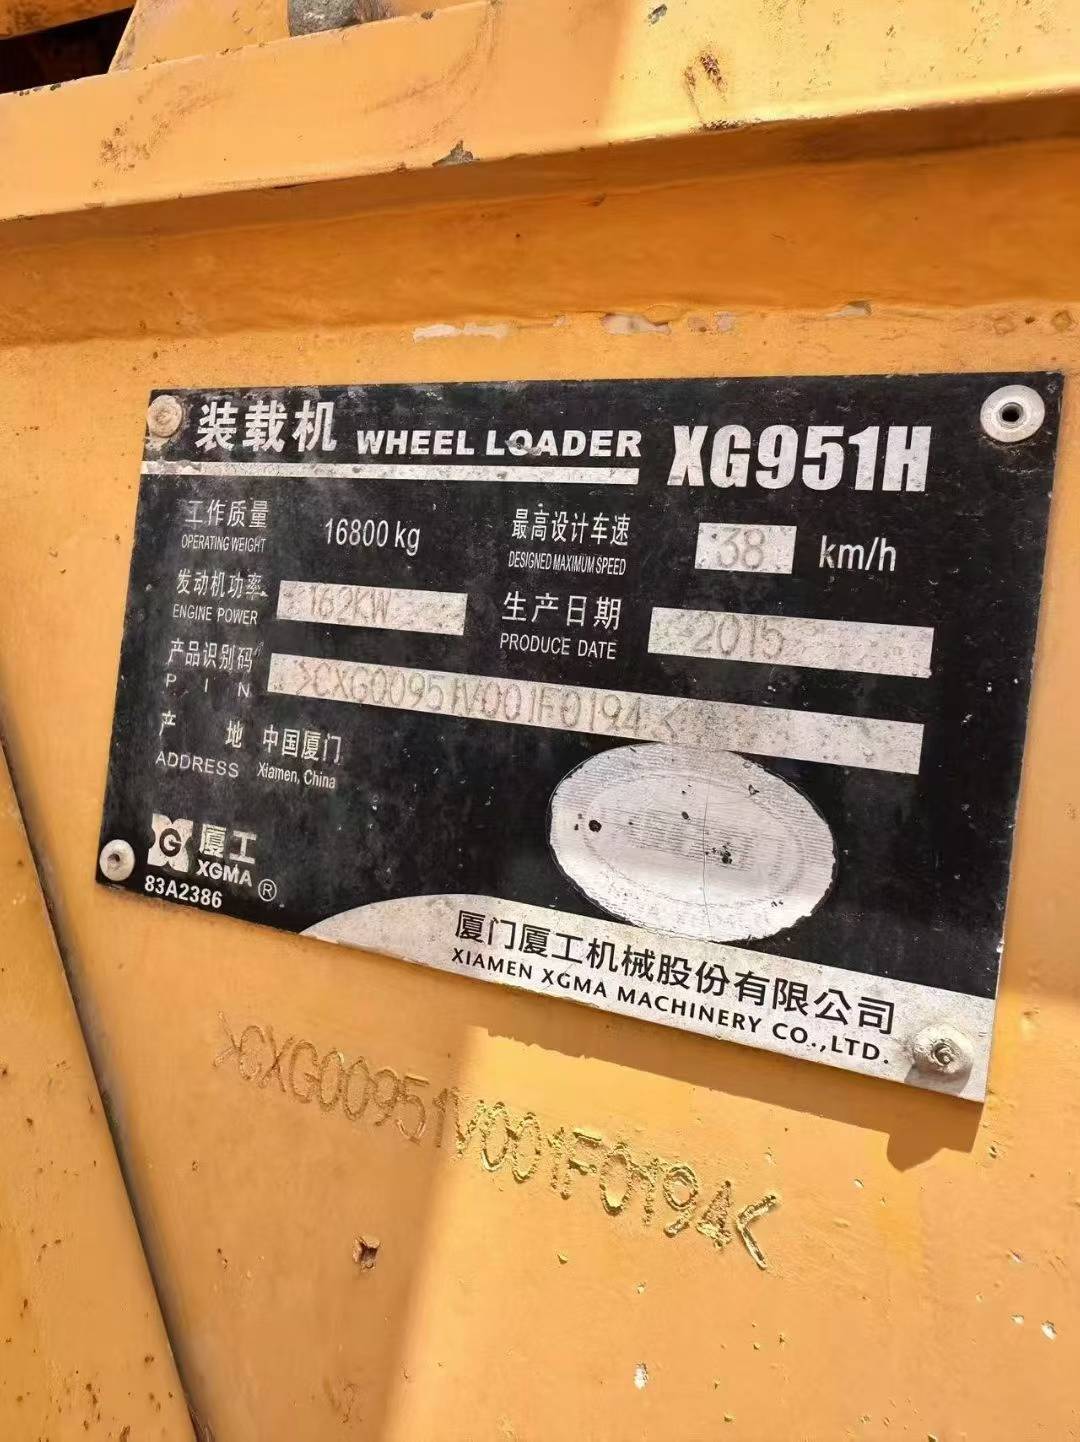 装载机 WHEEL LOADER XG951H
工作质量 16800 kg 最高设计车速 38 km/h
OPERATING WEIGHT DESIGNED MAXIMUM SPEED
发动机功率 162KW 生产日期 2015
ENGINE POWER PRODUCE DATE
产品识别码 >CXG00951V001F0194<
P I N
产 地 中国厦门
ADDRESS Xiamen, China
G 厦工
XGMA ®
83A2386
厦门厦工机械股份有限公司
XIAMEN XGMA MACHINERY CO.,LTD.
>CXG00951V001F0194<